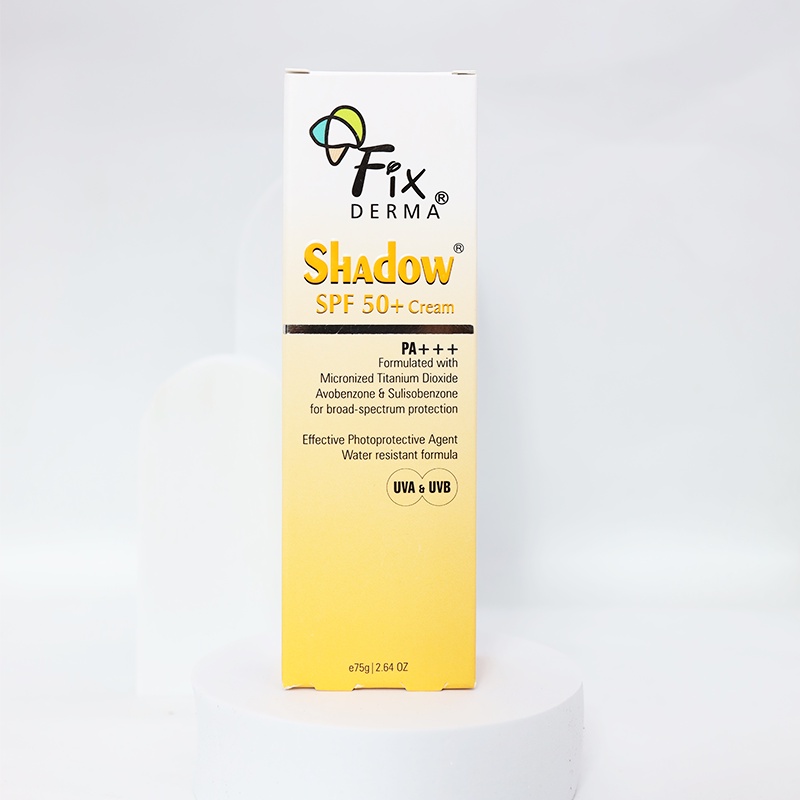 Fix
DERMA®
Shadow®
SPF 50+ Cream
PA+++
Formulated with
Micronized Titanium Dioxide
Avobenzone & Sulisobenzone
for broad-spectrum protection
Effective Photoprotective Agent
Water resistant formula
UVA & UVB
e75g|2.64 OZ